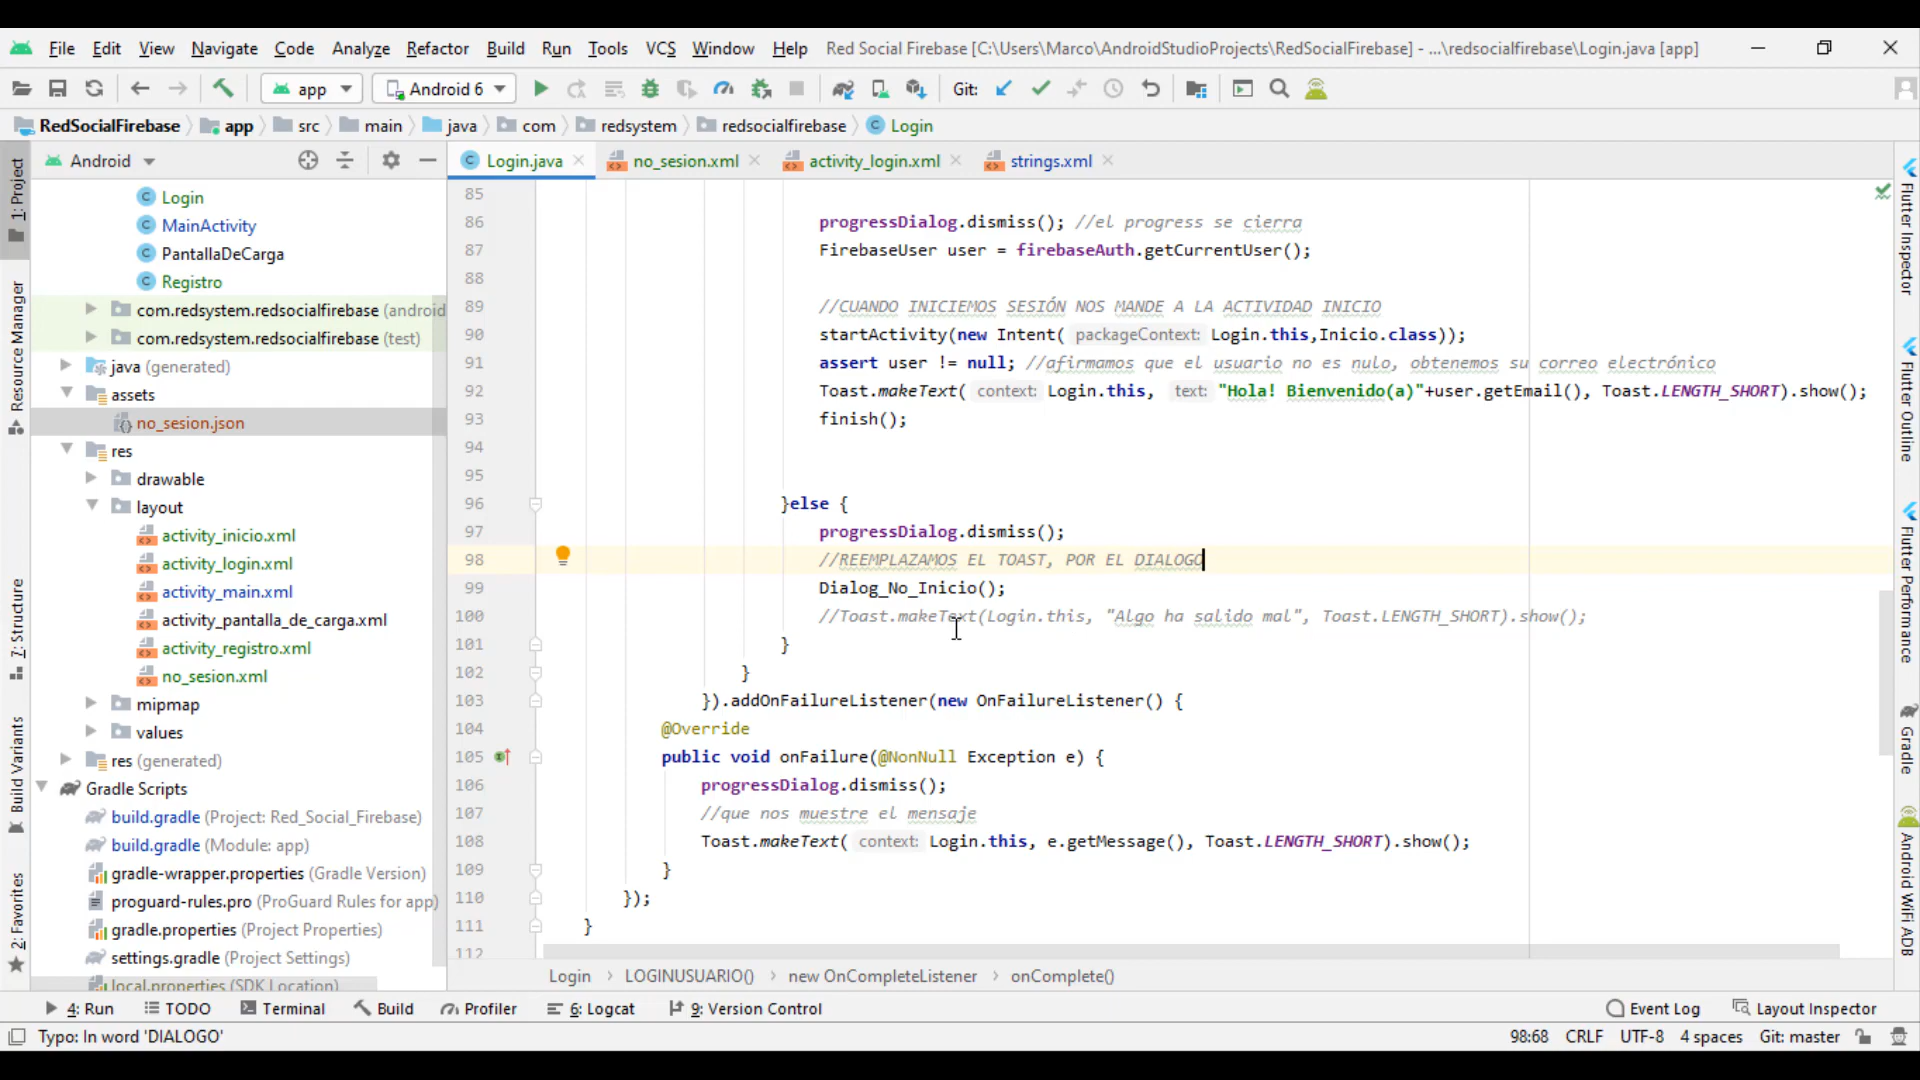 File Edit View Navigate Code Analyze Refactor Build Run Tools VCS Window Help Red Social Firebase [C:\Users\Marco\AndroidStudioProjects\RedSocialFirebase] - ...\redsocialfirebase\Login.java [app]
app Android 6 Git:
RedSocialFirebase app src main java com redsystem redsocialfirebase Login
Android
Login.java no_sesion.xml activity_login.xml strings.xml
1: Project
Resource Manager
7: Structure
Build Variants
2: Favorites
Login
MainActivity
PantallaDeCarga
Registro
com.redsystem.redsocialfirebase (android
com.redsystem.redsocialfirebase (test)
java (generated)
assets
no_sesion.json
res
drawable
layout
activity_inicio.xml
activity_login.xml
activity_main.xml
activity_pantalla_de_carga.xml
activity_registro.xml
no_sesion.xml
mipmap
values
res (generated)
Gradle Scripts
build.gradle (Project: Red_Social_Firebase)
build.gradle (Module: app)
gradle-wrapper.properties (Gradle Version)
proguard-rules.pro (ProGuard Rules for app)
gradle.properties (Project Properties)
settings.gradle (Project Settings)
local.properties (SDK Location)
85
86 progressDialog.dismiss(); //el progress se cierra
87 FirebaseUser user = firebaseAuth.getCurrentUser();
88
89 //CUANDO INICIEMOS SESIÓN NOS MANDE A LA ACTIVIDAD INICIO
90 startActivity(new Intent( packageContext: Login.this,Inicio.class));
91 assert user != null; //afirmamos que el usuario no es nulo, obtenemos su correo electrónico
92 Toast.makeText( context: Login.this, text: "Hola! Bienvenido(a)"+user.getEmail(), Toast.LENGTH_SHORT).show();
93 finish();
94
95
96 }else {
97 progressDialog.dismiss();
98 //REEMPLAZAMOS EL TOAST, POR EL DIALOGO
99 Dialog_No_Inicio();
100 //Toast.makeText(Login.this, "Algo ha salido mal", Toast.LENGTH_SHORT).show();
101 }
102 }
103 }).addOnFailureListener(new OnFailureListener() {
104 @Override
105 public void onFailure(@NonNull Exception e) {
106 progressDialog.dismiss();
107 //que nos muestre el mensaje
108 Toast.makeText( context: Login.this, e.getMessage(), Toast.LENGTH_SHORT).show();
109 }
110 });
111 }
112
Login LOGINUSUARIO() new OnCompleteListener onComplete()
Flutter Inspector
Flutter Outline
Flutter Performance
Gradle
Android WiFi ADB
4: Run TODO Terminal Build Profiler 6: Logcat 9: Version Control Event Log Layout Inspector
Typo: In word 'DIALOGO' 98:68 CRLF UTF-8 4 spaces Git: master